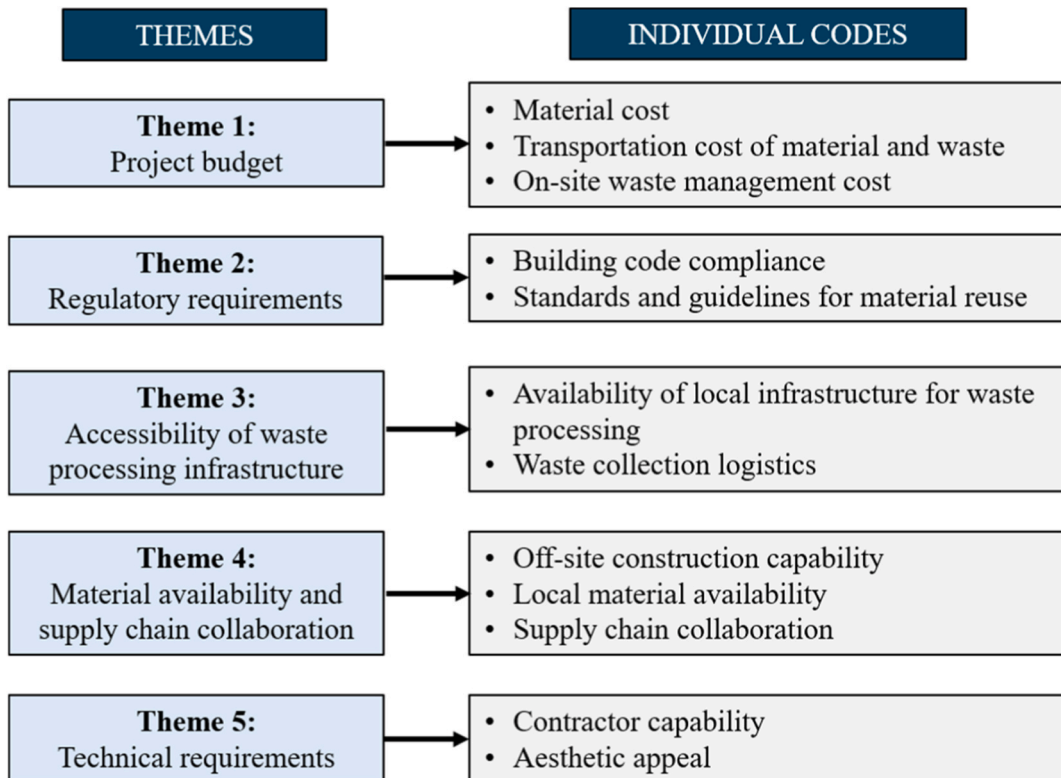 THEMES
INDIVIDUAL CODES
Theme 1:
Project budget
• Material cost
• Transportation cost of material and waste
• On-site waste management cost
Theme 2:
Regulatory requirements
• Building code compliance
• Standards and guidelines for material reuse
Theme 3:
Accessibility of waste
processing infrastructure
• Availability of local infrastructure for waste
processing
• Waste collection logistics
Theme 4:
Material availability and
supply chain collaboration
• Off-site construction capability
• Local material availability
• Supply chain collaboration
Theme 5:
Technical requirements
• Contractor capability
• Aesthetic appeal